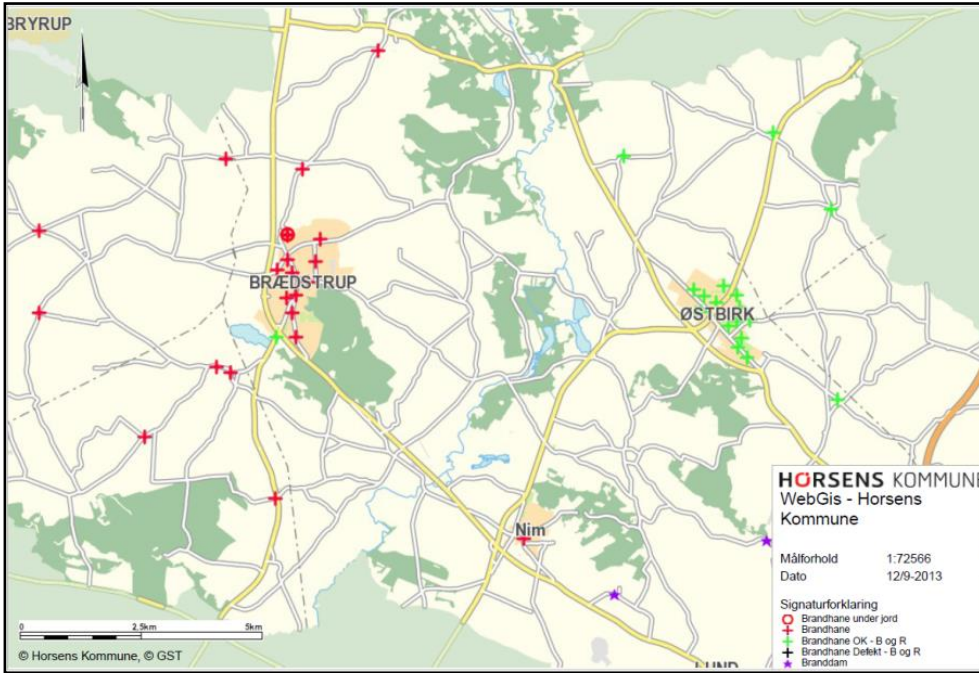 BRYRUP
BRÆDSTRUP
ØSTBIRK
Nim
HORSENS KOMMUNE
WebGis - Horsens
Kommune
Målforhold 1:72566
Dato 12/9-2013
Signaturforklaring
Brandhane under jord
Brandhane
Brandhane OK - B og R
Brandhane Defekt - B og R
Branddam
0 2,5km 5km
© Horsens Kommune, © GST
LUND